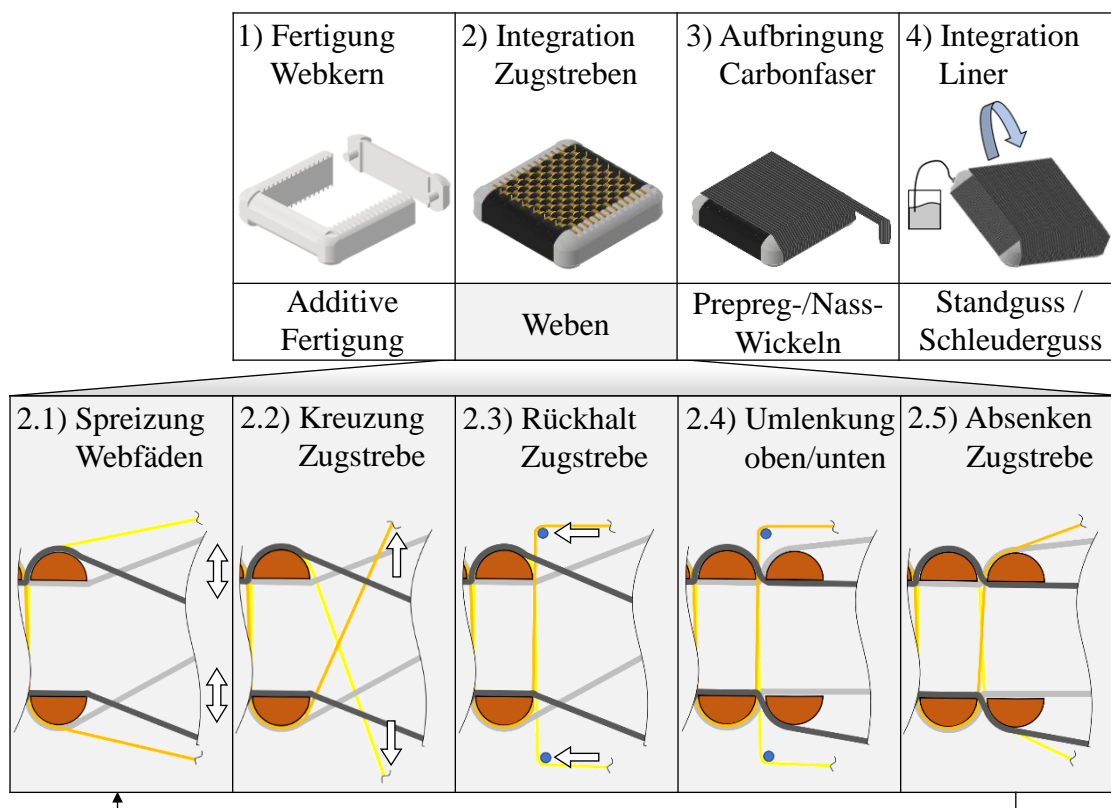 1) Fertigung
Webkern
2) Integration
Zugstreben
3) Aufbringung
Carbonfaser
4) Integration
Liner
Additive
Fertigung
Weben
Prepreg-/Nass-
Wickeln
Standguss /
Schleuderguss
2.1) Spreizung
Webfäden
2.2) Kreuzung
Zugstrebe
2.3) Rückhalt
Zugstrebe
2.4) Umlenkung
oben/unten
2.5) Absenken
Zugstrebe